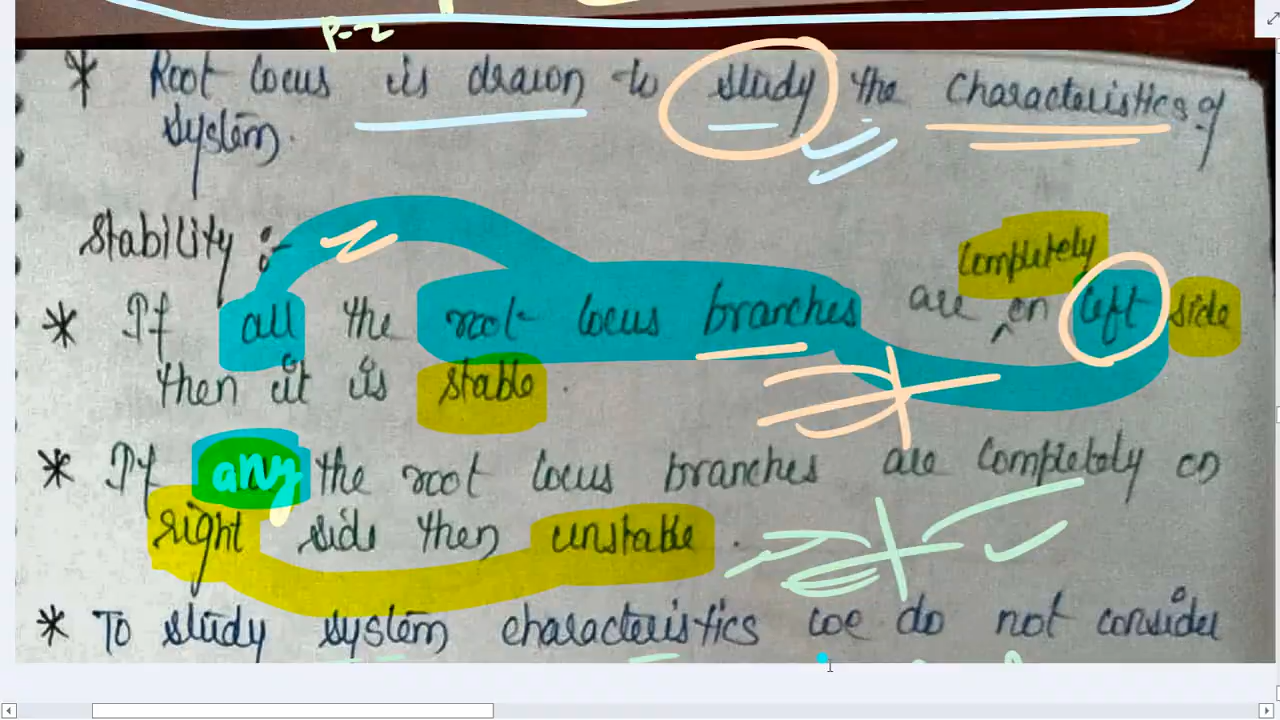 P-2
* Root locus is drawn to study the characteristics of
system.
Stability :-
completely
* If all the root locus branches are on left side
then it is stable.
* If any the root locus branches are completely on
right side then unstable.
* To study system characteristics we do not consider